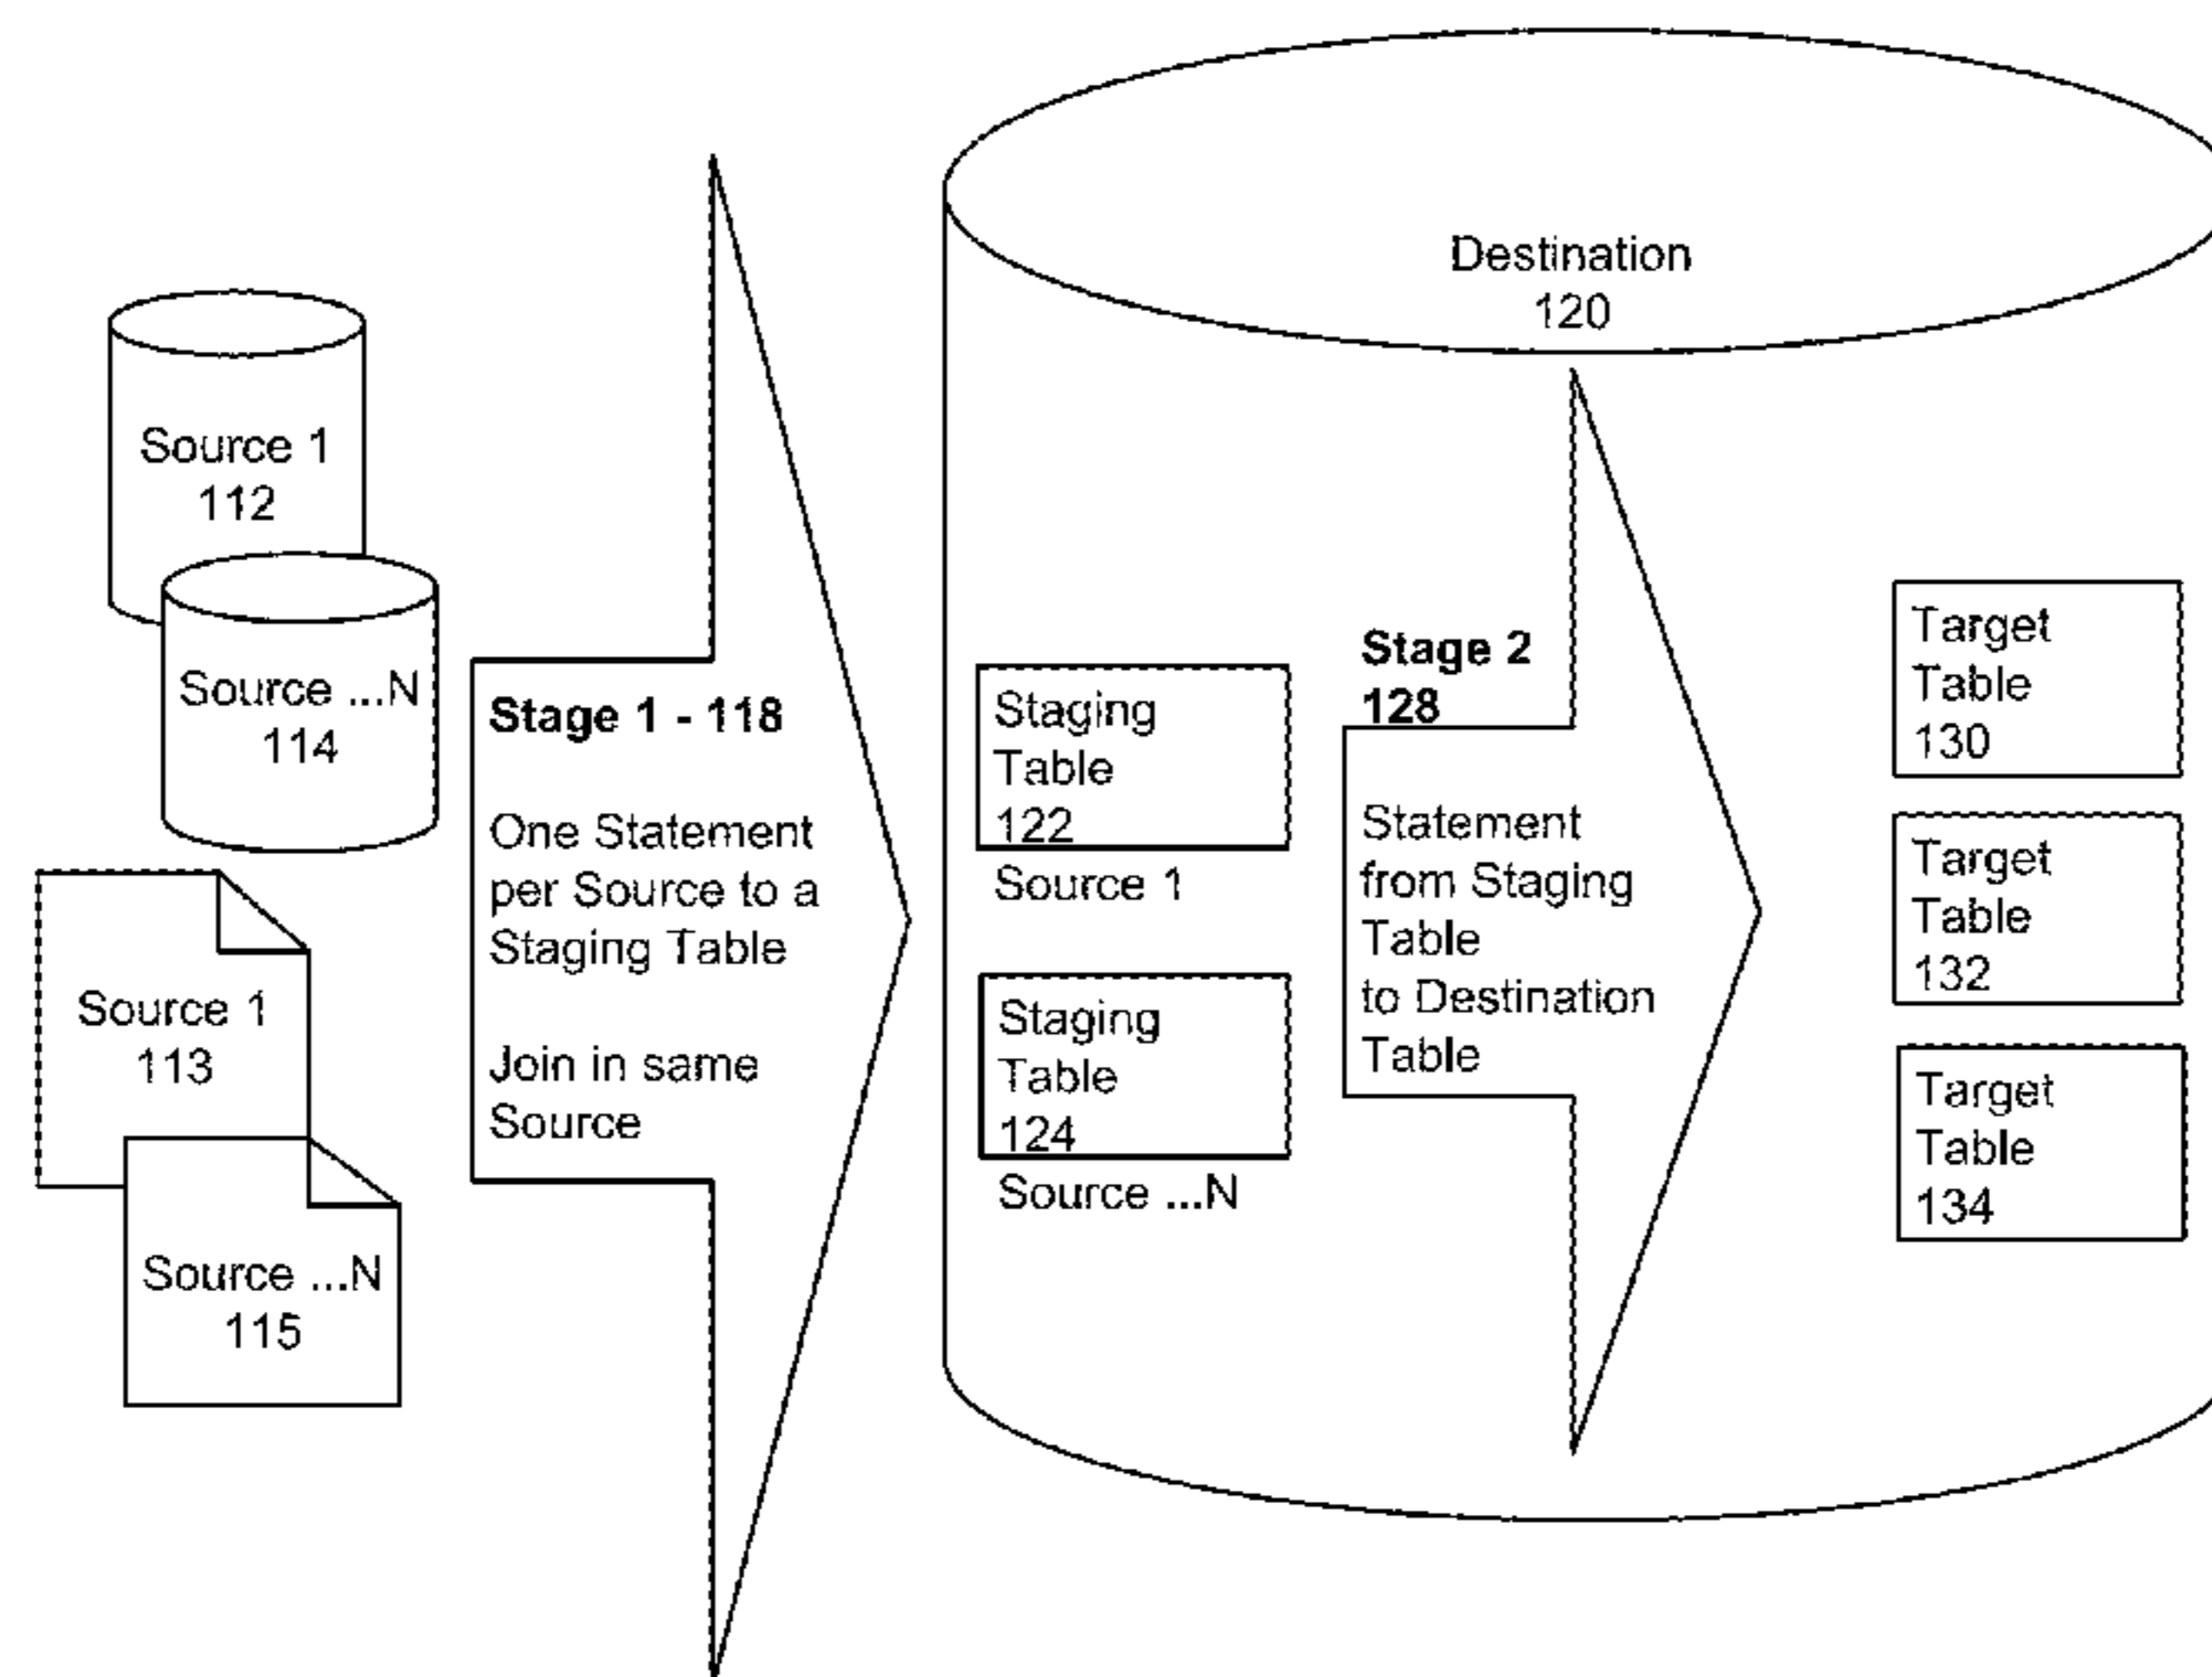 Destination
120
Source 1
112
Source ...N
114
Source 1
113
Source ...N
115
Stage 1 - 118
One Statement
per Source to a
Staging Table
Join in same
Source
Staging
Table
122
Source 1
Staging
Table
124
Source ...N
Stage 2
128
Statement
from Staging
Table
to Destination
Table
Target
Table
130
Target
Table
132
Target
Table
134